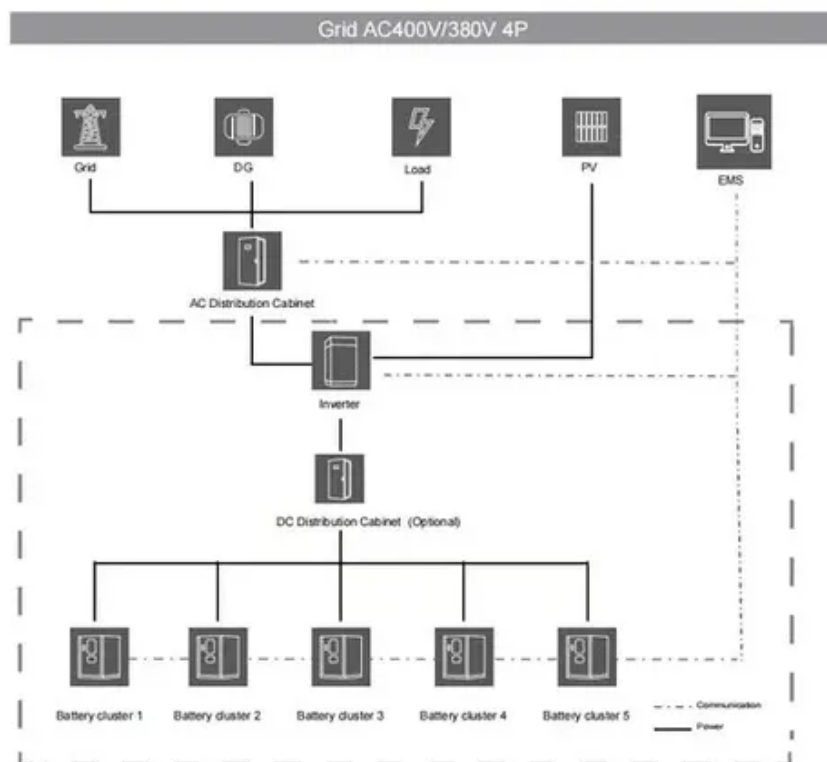 Grid AC400V/380V 4P
Grid
DG
Load
PV
EMS
AC Distribution Cabinet
Inverter
DC Distribution Cabinet (Optional)
Battery cluster 1
Battery cluster 2
Battery cluster 3
Battery cluster 4
Battery cluster 5
Communication
Power